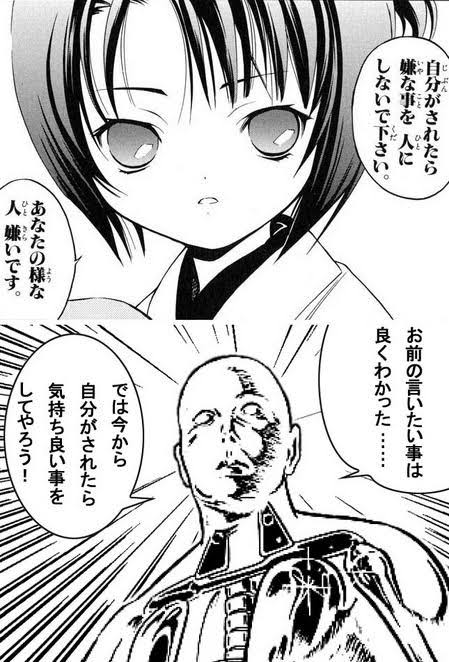 自分がされたら
嫌な事を 人に
しないで下さい。
あなたの様な
人 嫌いです。
お前の言いたい事は
良くわかった……
では今から
自分がされたら
気持ち良い事を
してやろう！